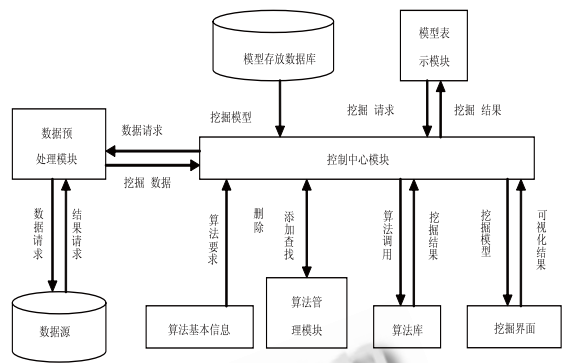 模型存放数据库
模型表
示模块
挖掘模型
挖掘 请求
挖掘 结果
数据预
处理模块
数据请求
挖掘 数据
控制中心模块
数据请求
结果请求
算法要求
删除
添加查找
算法调用
挖掘结果
挖掘模型
可视化结果
数据源
算法基本信息
算法管
理模块
算法库
挖掘界面